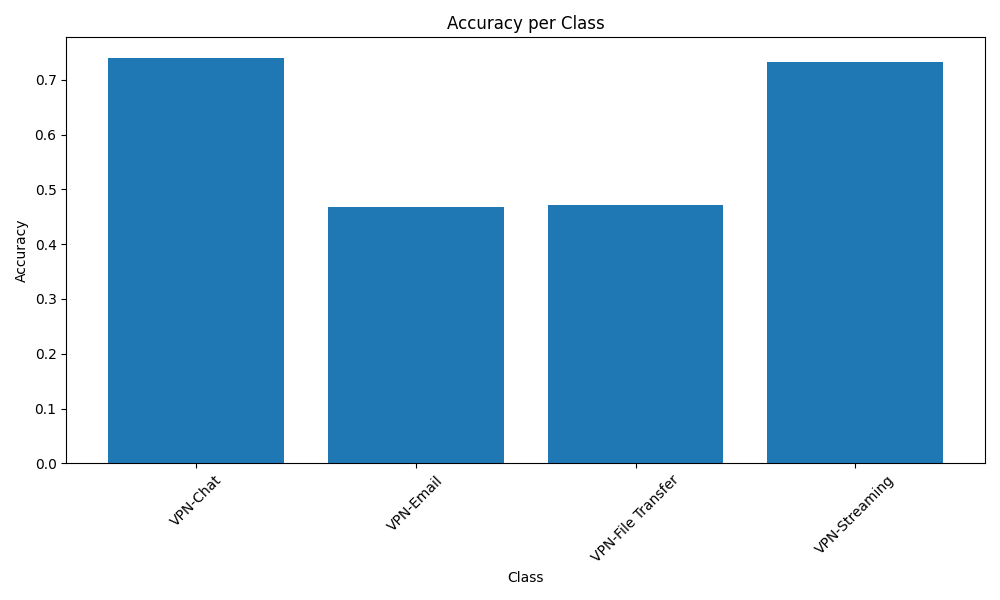 Accuracy per Class
Accuracy
0.7
0.6
0.5
0.4
0.3
0.2
0.1
0.0
VPN-Chat
VPN-Email
VPN-File Transfer
VPN-Streaming
Class